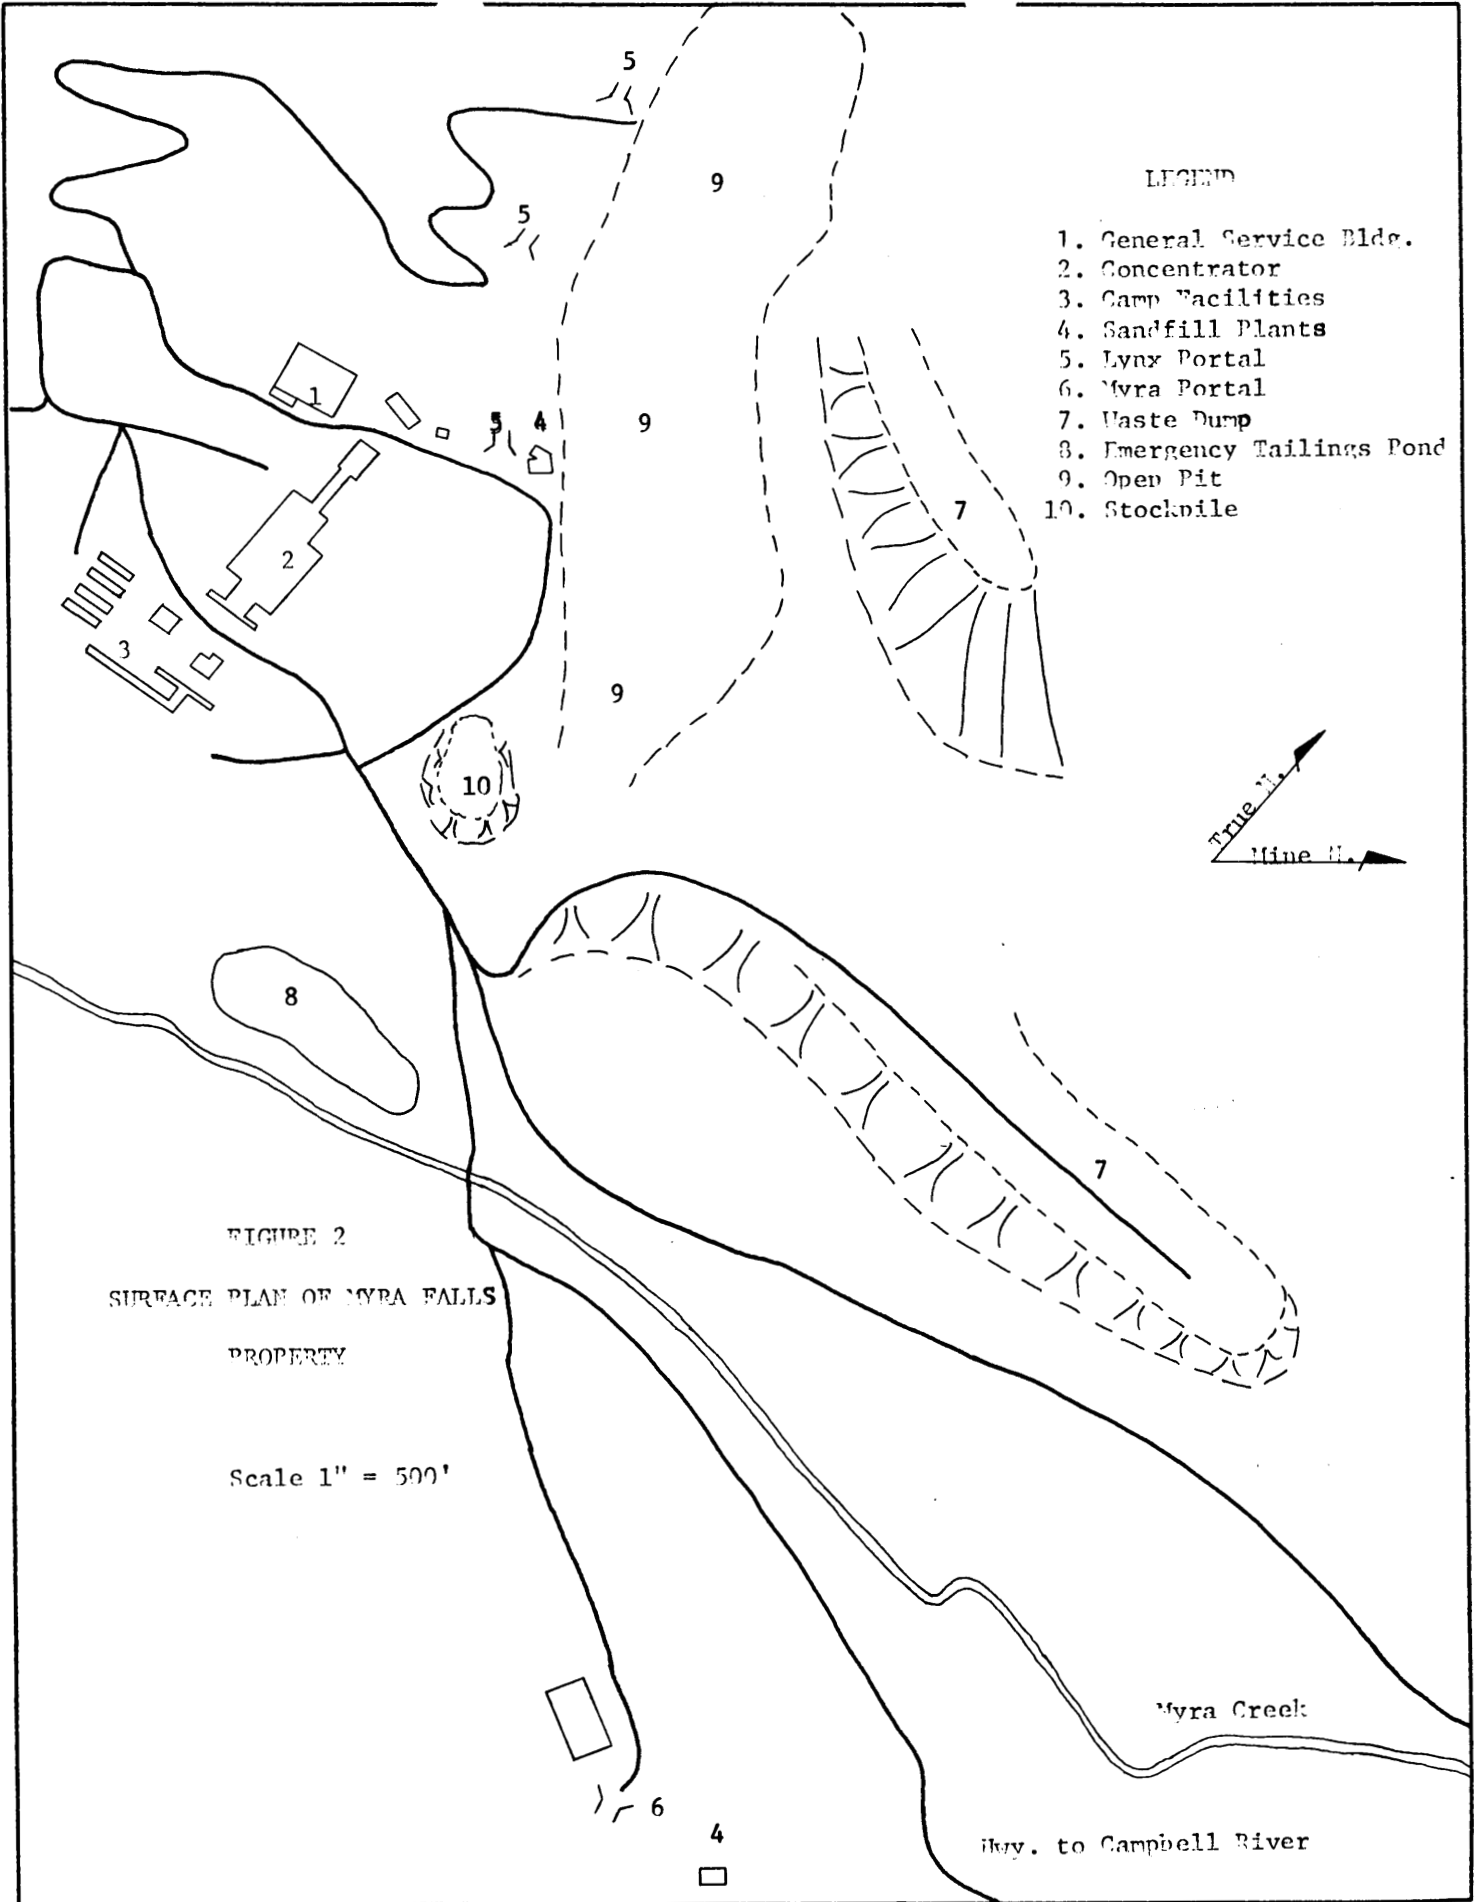 5
9
5
LEGEND
1. General Service Bldg.
2. Concentrator
3. Camp Facilities
4. Sandfill Plants
5. Lynx Portal
6. Myra Portal
7. Waste Dump
8. Emergency Tailings Pond
9. Open Pit
10. Stockpile
1
5
4
9
7
2
3
9
10
True N.
Mine N.
8
7
FIGURE 2
SURFACE PLAN OF MYRA FALLS
PROPERTY
Scale 1" = 500'
Myra Creek
6
4
Hwy. to Campbell River